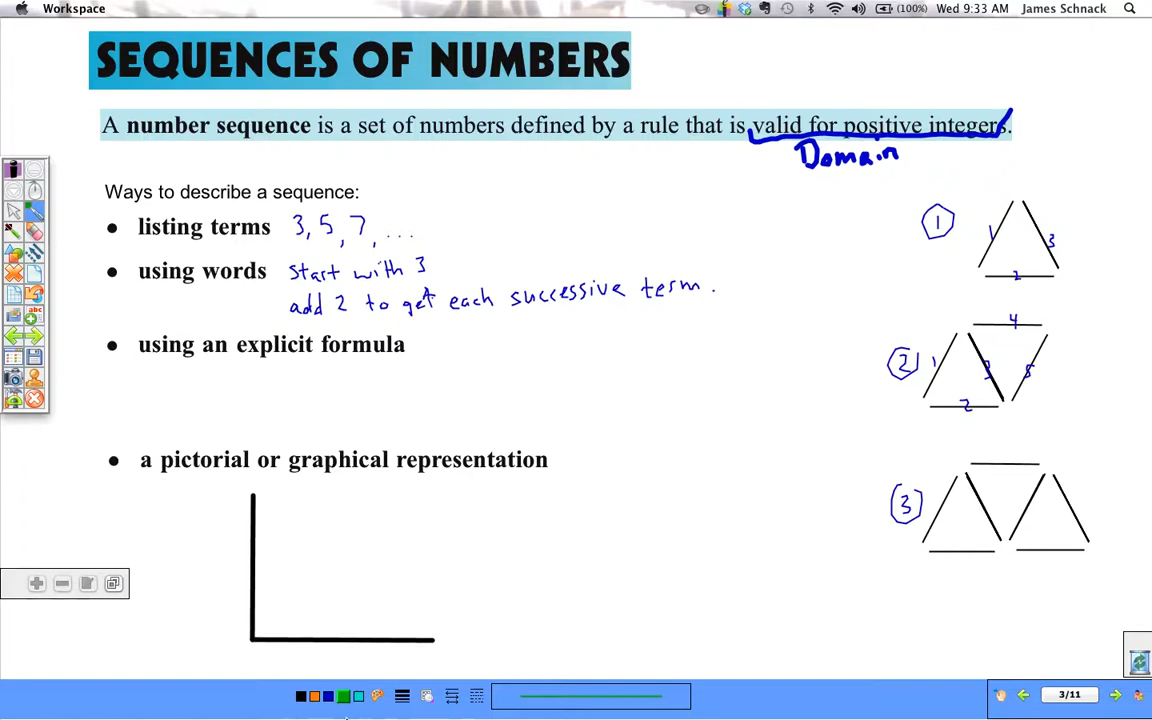 Workspace
(100%) Wed 9:33 AM James Schnack
SEQUENCES OF NUMBERS
A number sequence is a set of numbers defined by a rule that is valid for positive integers.
Domain
Ways to describe a sequence:
• listing terms 3, 5, 7, ...
• using words start with 3
add 2 to get each successive term.
• using an explicit formula
• a pictorial or graphical representation
1
1
3
2
2
4
1
3
5
2
3
abc
3/11